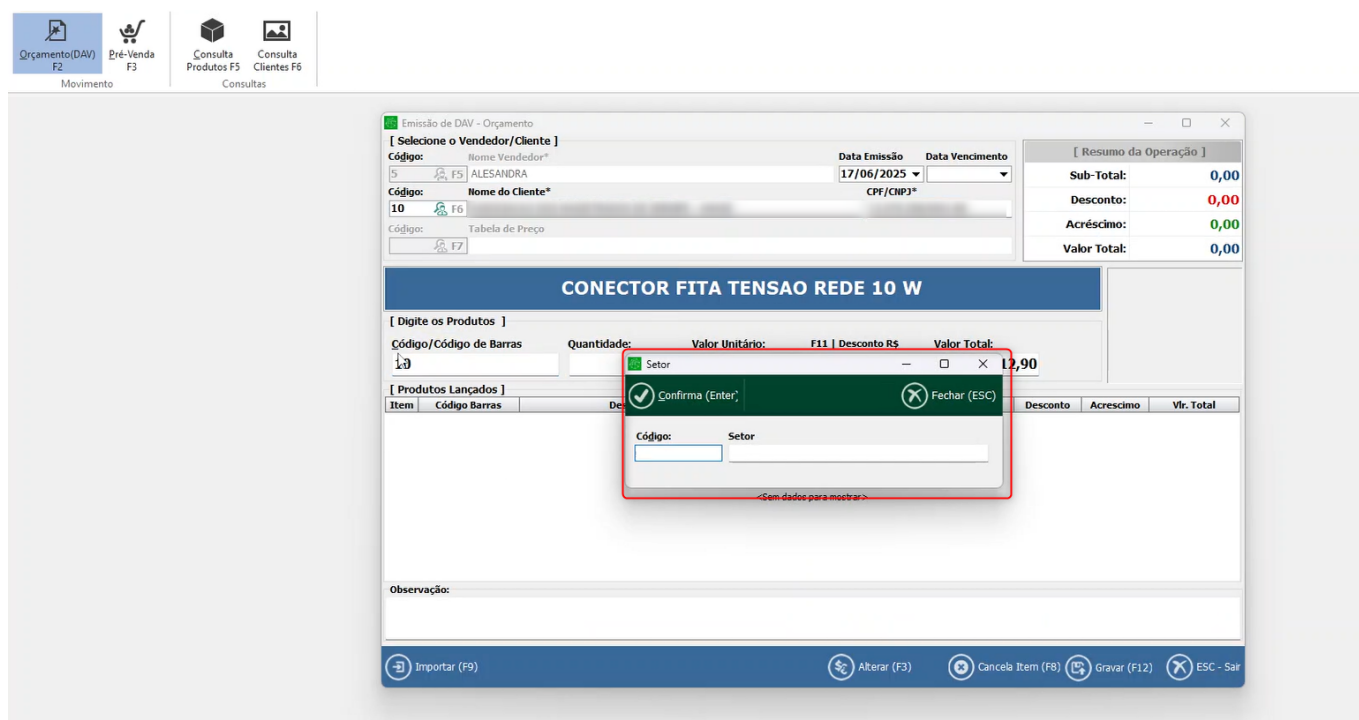 Orçamento(DAV) F2
Pré-Venda F3
Consulta Produtos F5
Consulta Clientes F6
Movimento
Consultas
Emissão de DAV - Orçamento
[ Selecione o Vendedor/Cliente ]
Código: Nome Vendedor* Data Emissão Data Vencimento
5 F5 ALESANDRA 17/06/2025
Código: Nome do Cliente* CPF/CNPJ*
10 F6
Código: Tabela de Preço
F7
[ Resumo da Operação ]
Sub-Total: 0,00
Desconto: 0,00
Acréscimo: 0,00
Valor Total: 0,00
CONECTOR FITA TENSAO REDE 10 W
[ Digite os Produtos ]
Código/Código de Barras Quantidade: Valor Unitário: F11 | Desconto R$ Valor Total:
10 12,90
Setor
Confirma (Enter) Fechar (ESC)
Código: Setor
[ Produtos Lançados ]
Item Código Barras Desconto Acrescimo Vlr. Total
<Sem dados para mostrar>
Observação:
Importar (F9) Alterar (F3) Cancela Item (F8) Gravar (F12) ESC - Sair